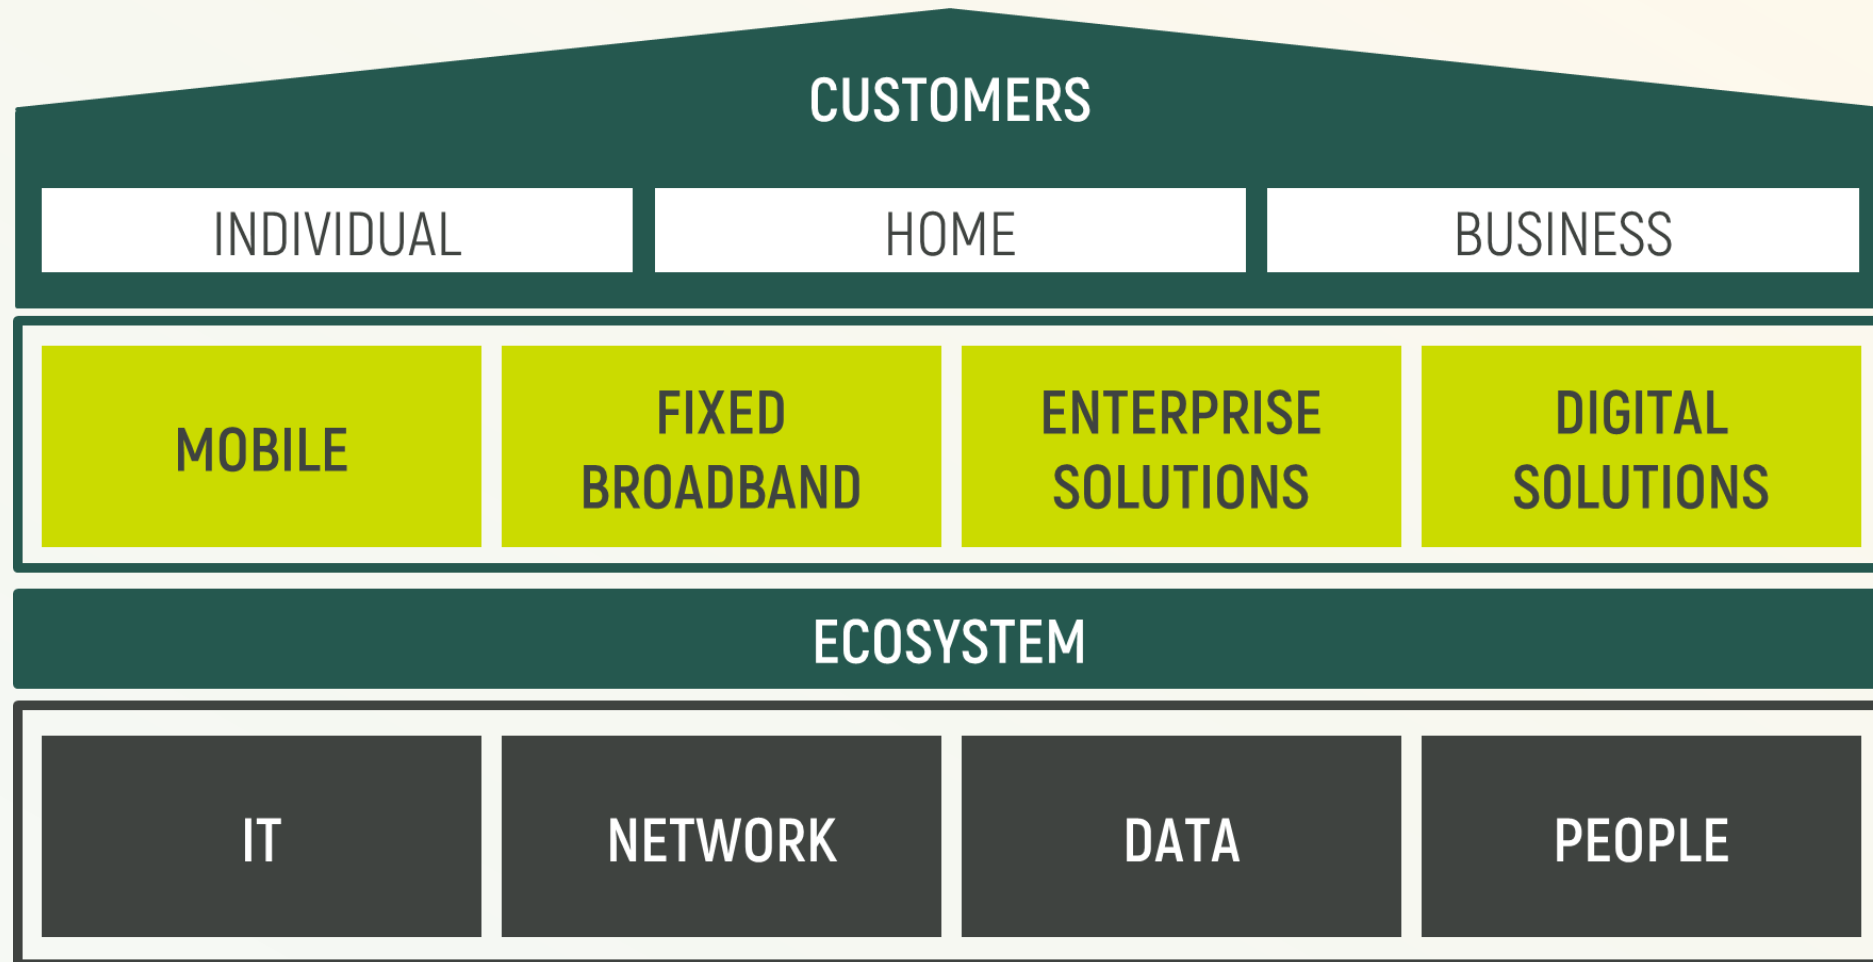 CUSTOMERS
INDIVIDUAL
HOME
BUSINESS
MOBILE
FIXED
BROADBAND
ENTERPRISE
SOLUTIONS
DIGITAL
SOLUTIONS
ECOSYSTEM
IT
NETWORK
DATA
PEOPLE